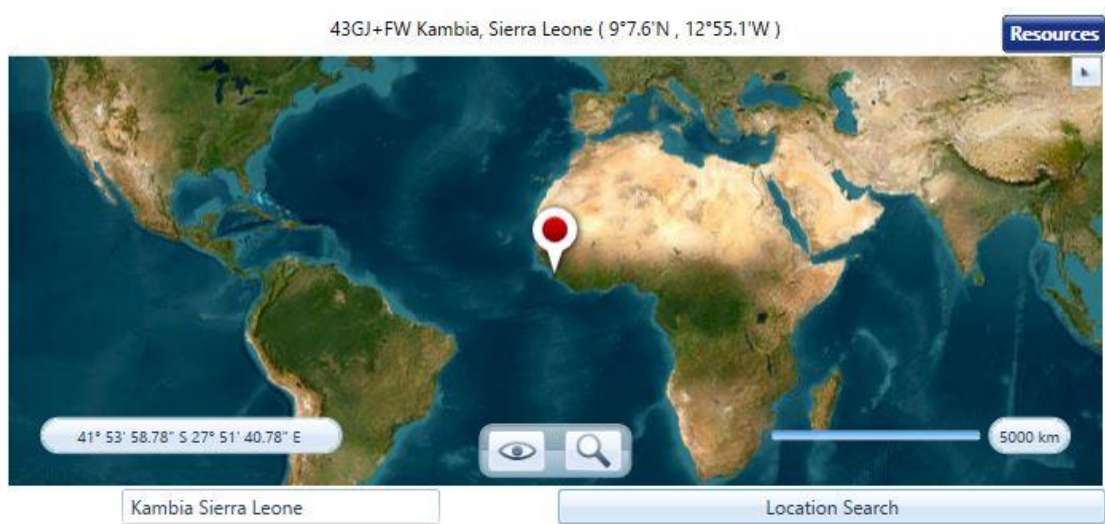 43GJ+FW Kambia, Sierra Leone ( 9°7.6'N , 12°55.1'W )
Resources
41° 53' 58.78" S 27° 51' 40.78" E
5000 km
Kambia Sierra Leone
Location Search